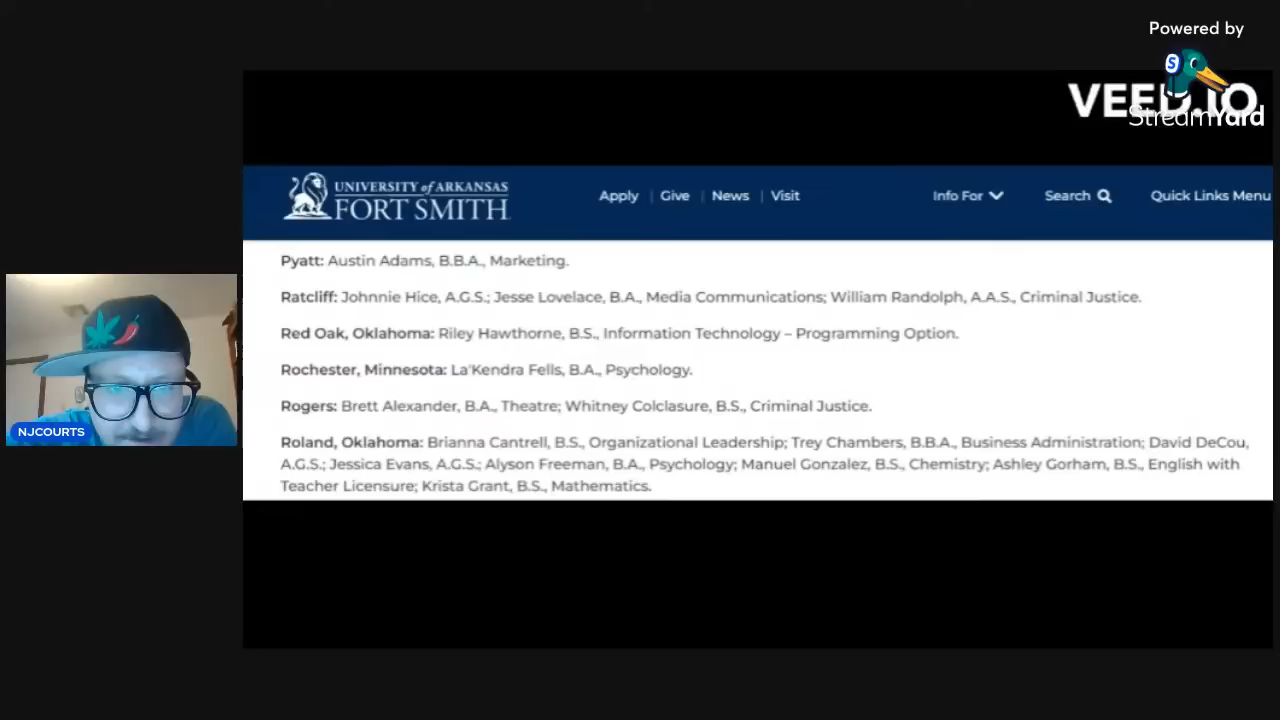 Powered by
VEED.IO
StreamYard
UNIVERSITY of ARKANSAS
FORT SMITH
Apply | Give | News | Visit
Info For
Search
Quick Links Menu
Pyatt: Austin Adams, B.B.A., Marketing.
Ratcliff: Johnnie Hice, A.G.S.; Jesse Lovelace, B.A., Media Communications; William Randolph, A.A.S., Criminal Justice.
Red Oak, Oklahoma: Riley Hawthorne, B.S., Information Technology – Programming Option.
Rochester, Minnesota: La'Kendra Fells, B.A., Psychology.
Rogers: Brett Alexander, B.A., Theatre; Whitney Colclasure, B.S., Criminal Justice.
Roland, Oklahoma: Brianna Cantrell, B.S., Organizational Leadership; Trey Chambers, B.B.A., Business Administration; David DeCou,
A.G.S.; Jessica Evans, A.G.S.; Alyson Freeman, B.A., Psychology; Manuel Gonzalez, B.S., Chemistry; Ashley Gorham, B.S., English with
Teacher Licensure; Krista Grant, B.S., Mathematics.
NJCOURTS